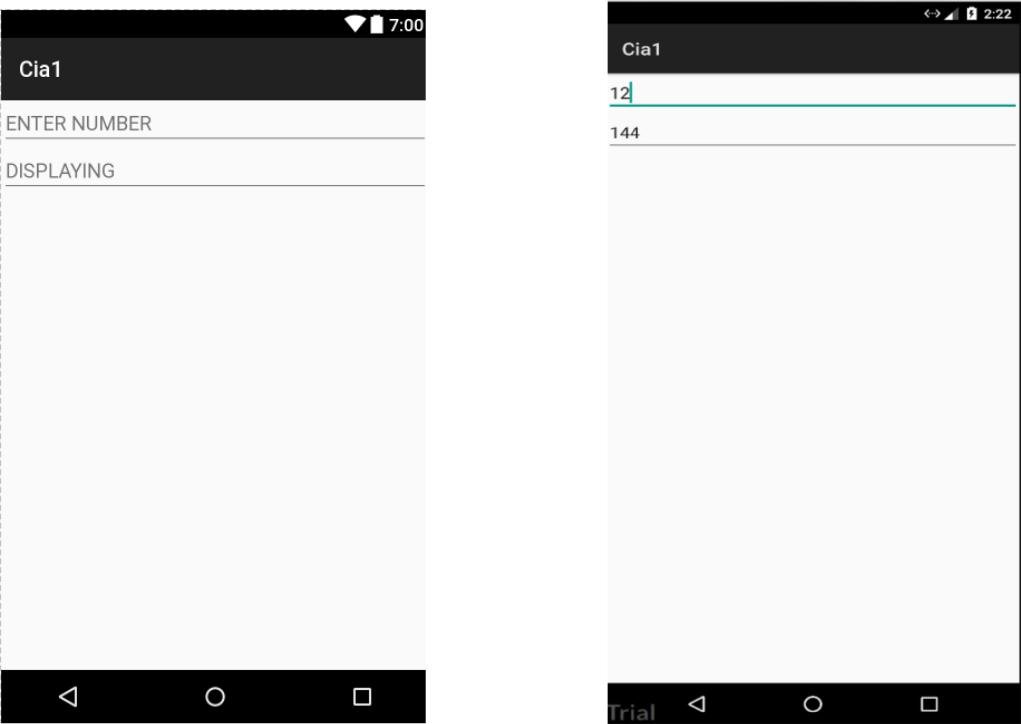 7:00
Cia1
ENTER NUMBER
DISPLAYING
2:22
Cia1
12
144
Trial